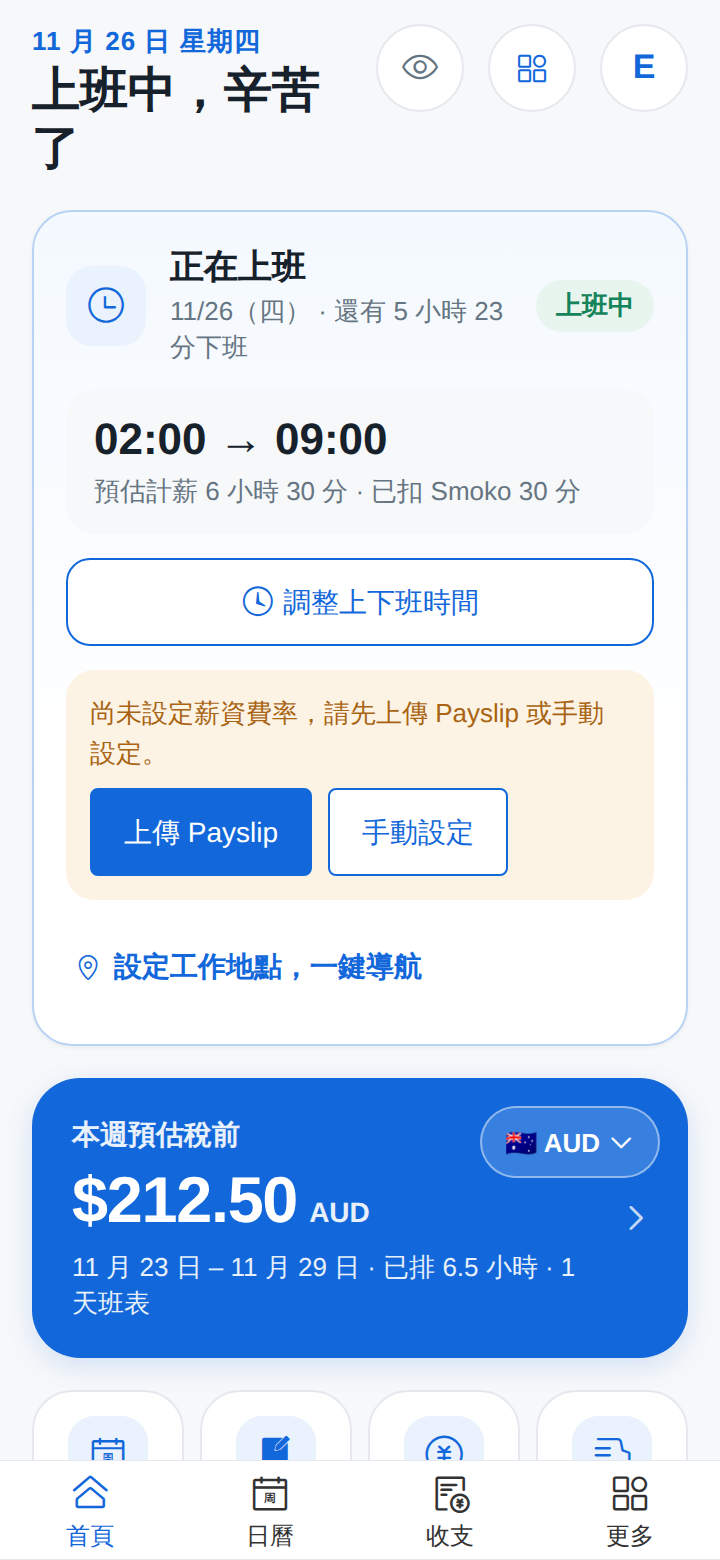 11 月 26 日 星期四
上班中，辛苦
了
E
正在上班
11/26（四） · 還有 5 小時 23
分下班
上班中
02:00 → 09:00
預估計薪 6 小時 30 分 · 已扣 Smoko 30 分
調整上下班時間
尚未設定薪資費率，請先上傳 Payslip 或手動
設定。
上傳 Payslip
手動設定
設定工作地點，一鍵導航
本週預估稅前
🇦🇺 AUD
$212.50 AUD
11 月 23 日 – 11 月 29 日 · 已排 6.5 小時 · 1
天班表
首頁
日曆
收支
更多